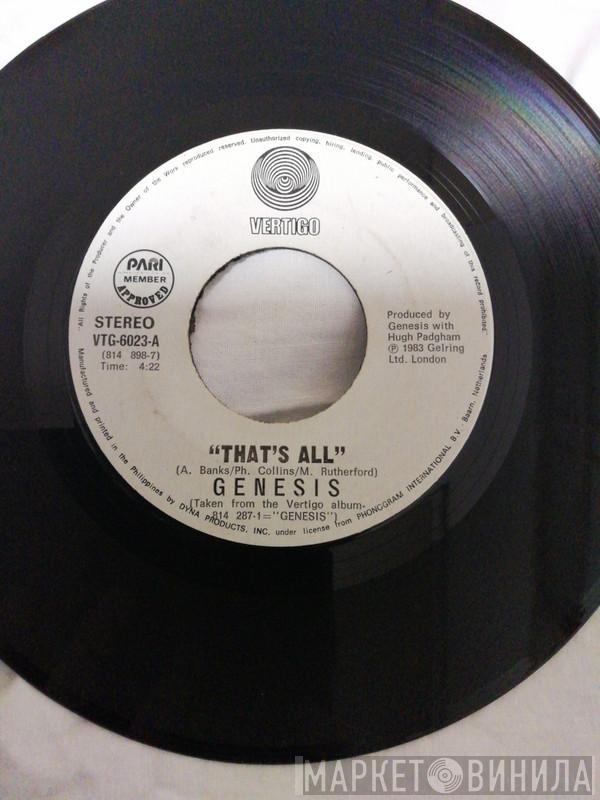 "All Rights of the Producer and the Owner of the Work reproduced reserved. Unauthorized copying, hiring, lending, public performance and broadcasting of this record prohibited."
VERTIGO
PARI
MEMBER
APPROVED
STEREO
VTG-6023-A
(814 898-7)
Time: 4:22
Produced by
Genesis with
Hugh Padgham
Ⓟ 1983 Gelring
Ltd. London
"THAT'S ALL"
(A. Banks/Ph. Collins/M. Rutherford)
GENESIS
(Taken from the Vertigo album-
814 287-1="GENESIS")
Manufactured and printed in the Philippines by DYNA PRODUCTS, INC. under license from PHONOGRAM INTERNATIONAL B.V. Baarn, Netherlands
МАРКЕТ ВИНИЛА